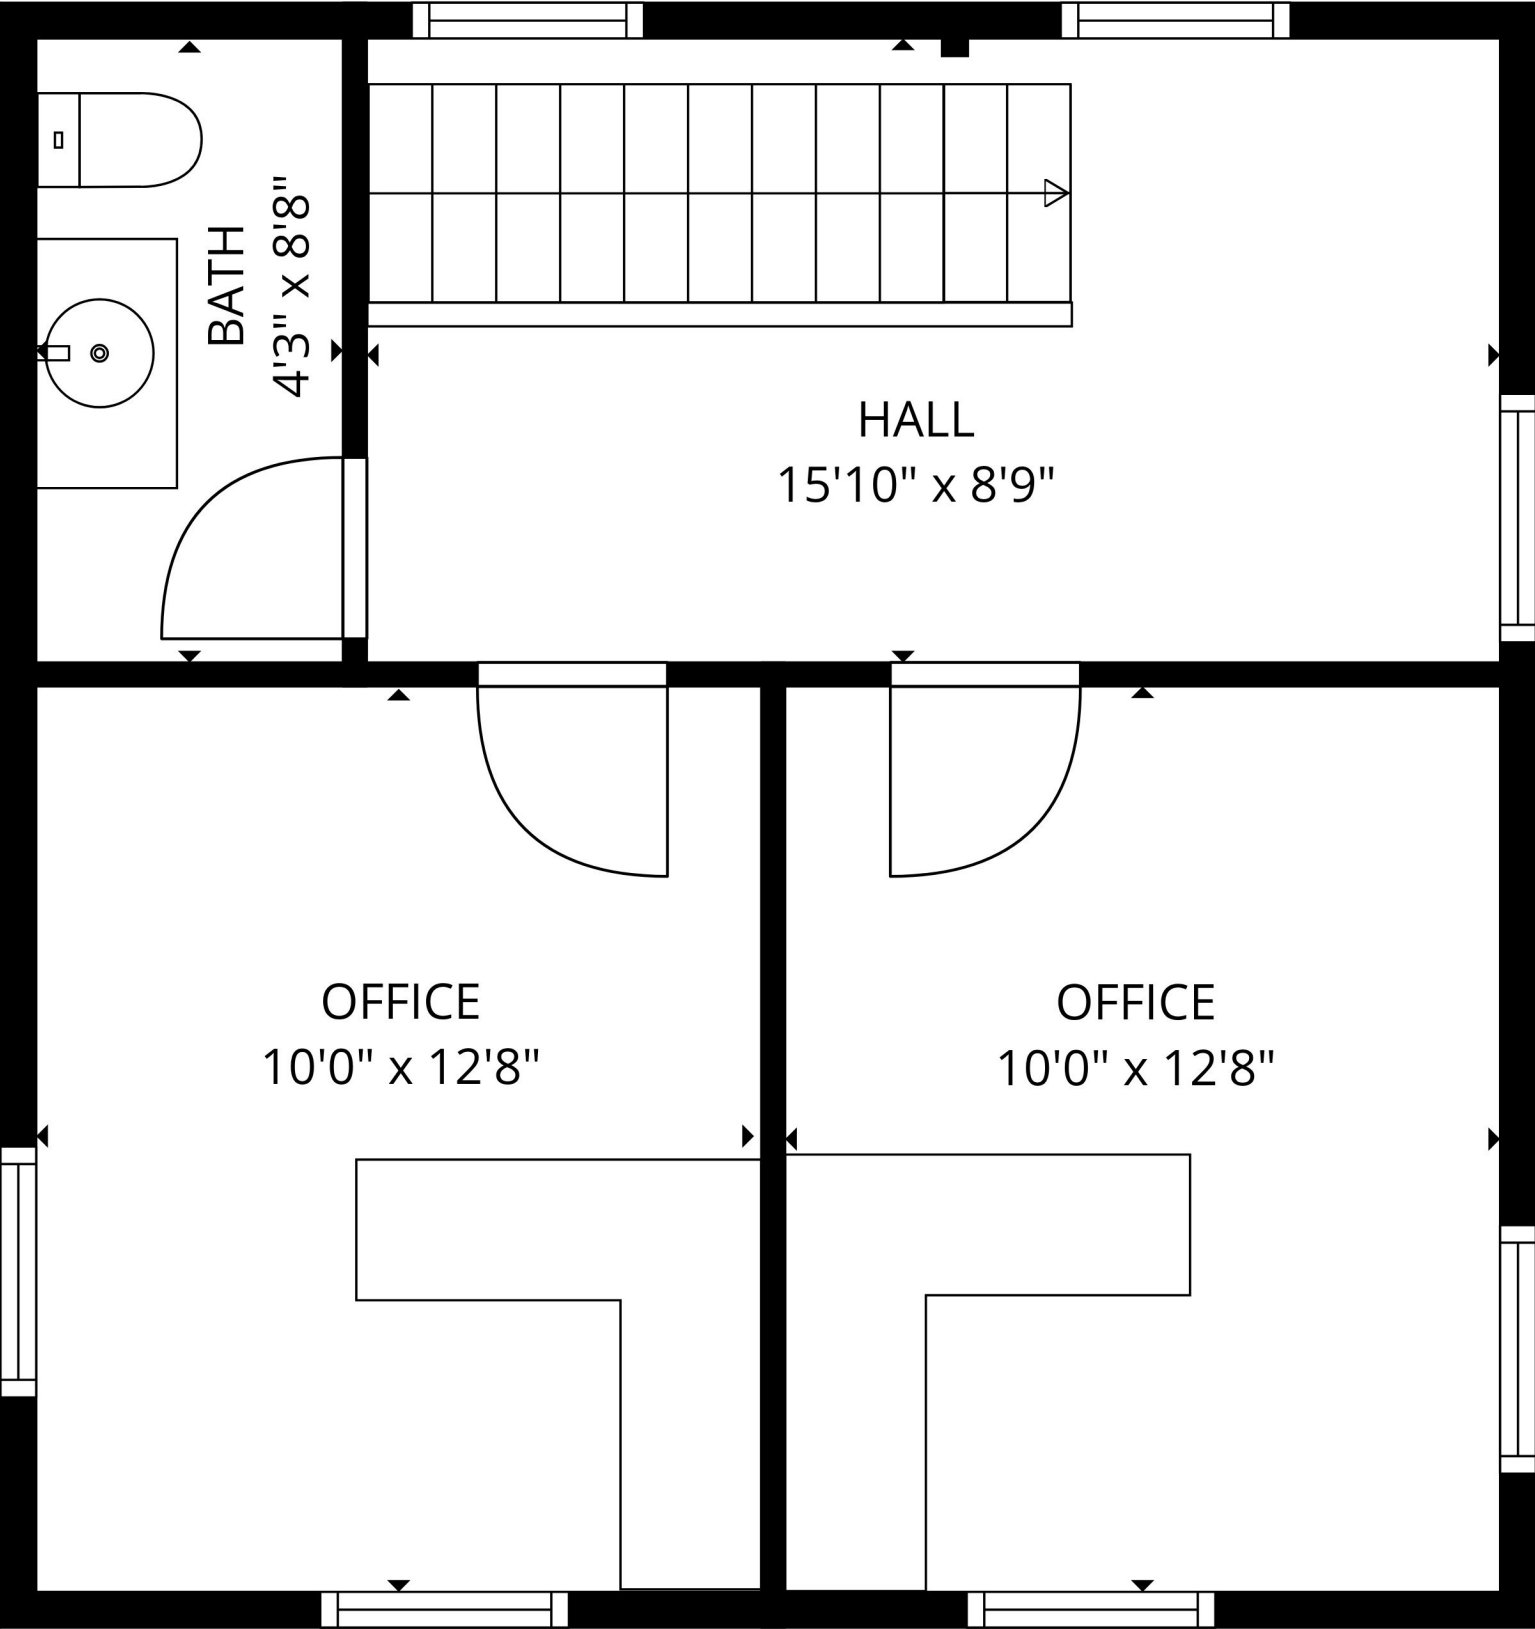 BATH
4'3" x 8'8"
HALL
15'10" x 8'9"
OFFICE
10'0" x 12'8"
OFFICE
10'0" x 12'8"